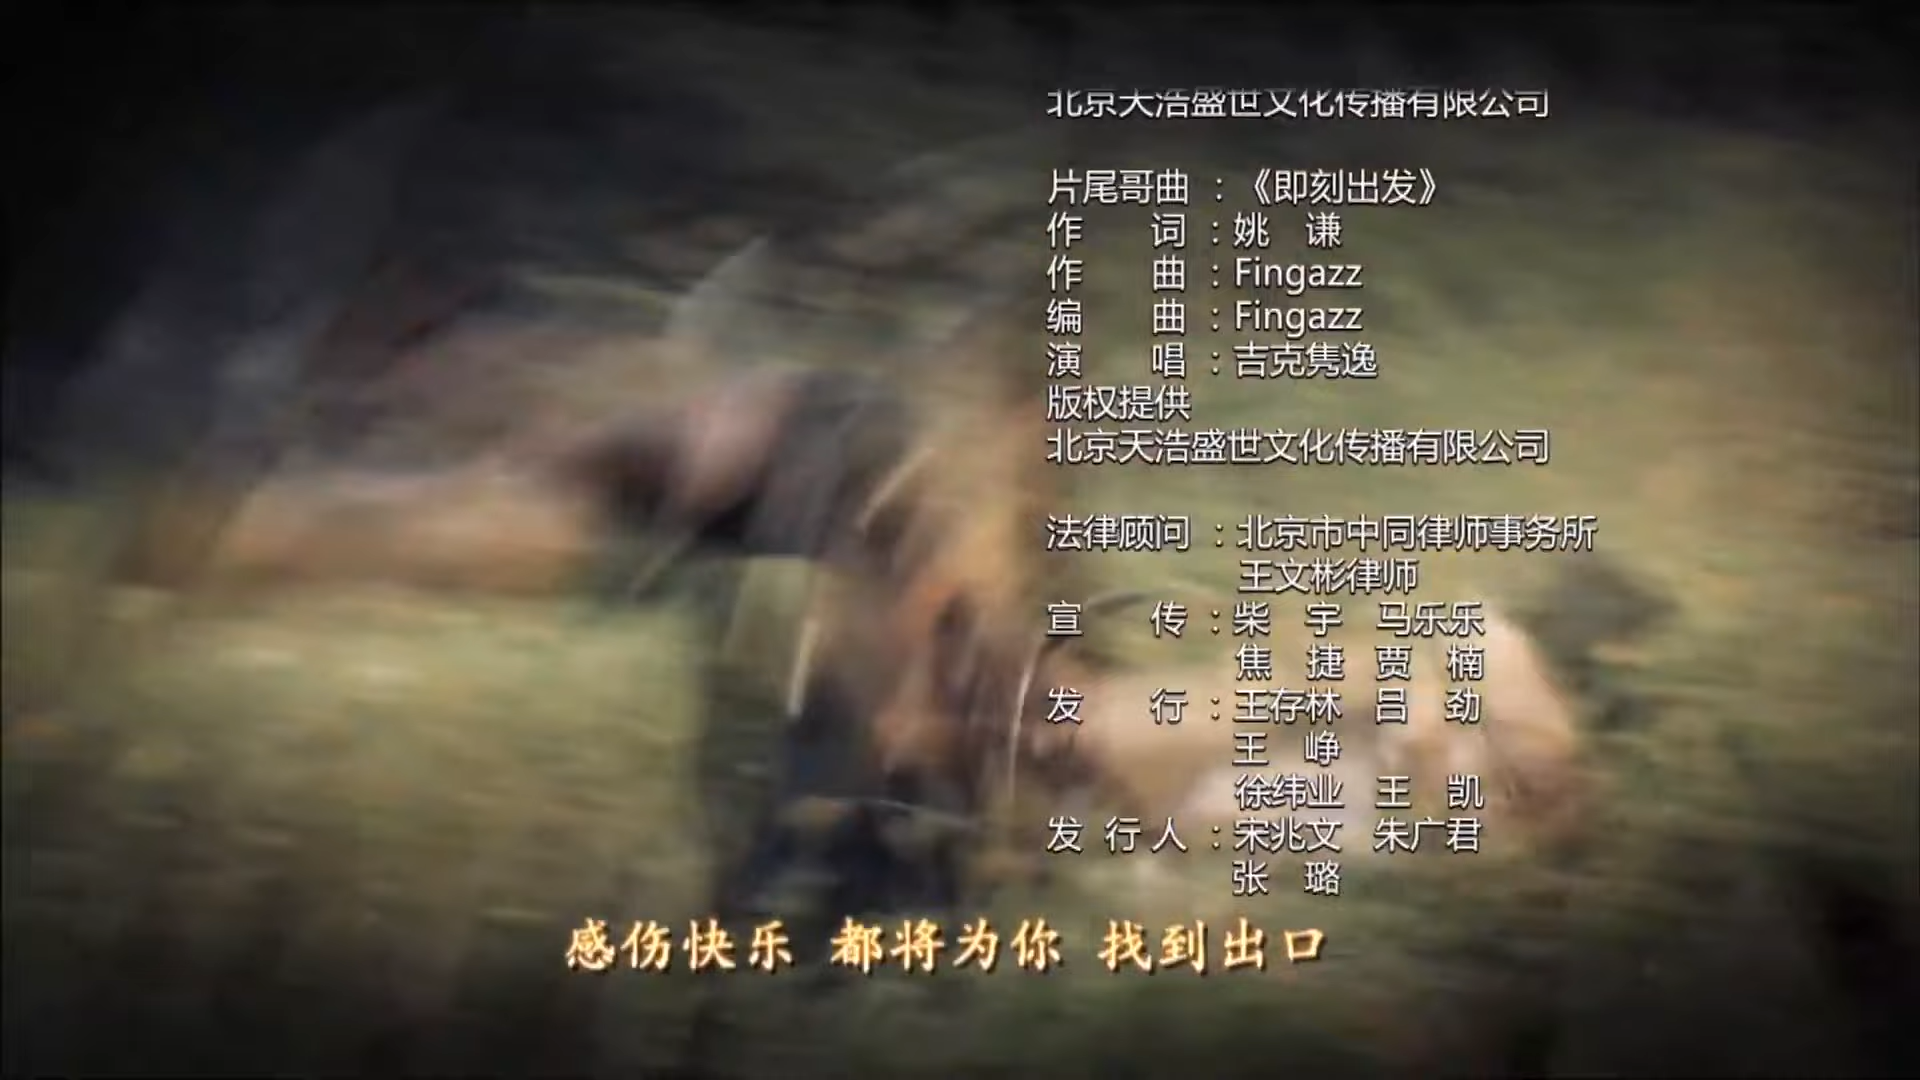 北京天浩盛世文化传播有限公司
片尾哥曲：《即刻出发》
作 词：姚 谦
作 曲：Fingazz
编 曲：Fingazz
演 唱：吉克隽逸
版权提供
北京天浩盛世文化传播有限公司
法律顾问：北京市中同律师事务所
王文彬律师
宣 传：柴 宇 马乐乐
焦 捷 贾 楠
发 行：王存林 吕 劲
王 峥
徐纬业 王 凯
发 行 人：宋兆文 朱广君
张 璐
感伤快乐 都将为你 找到出口